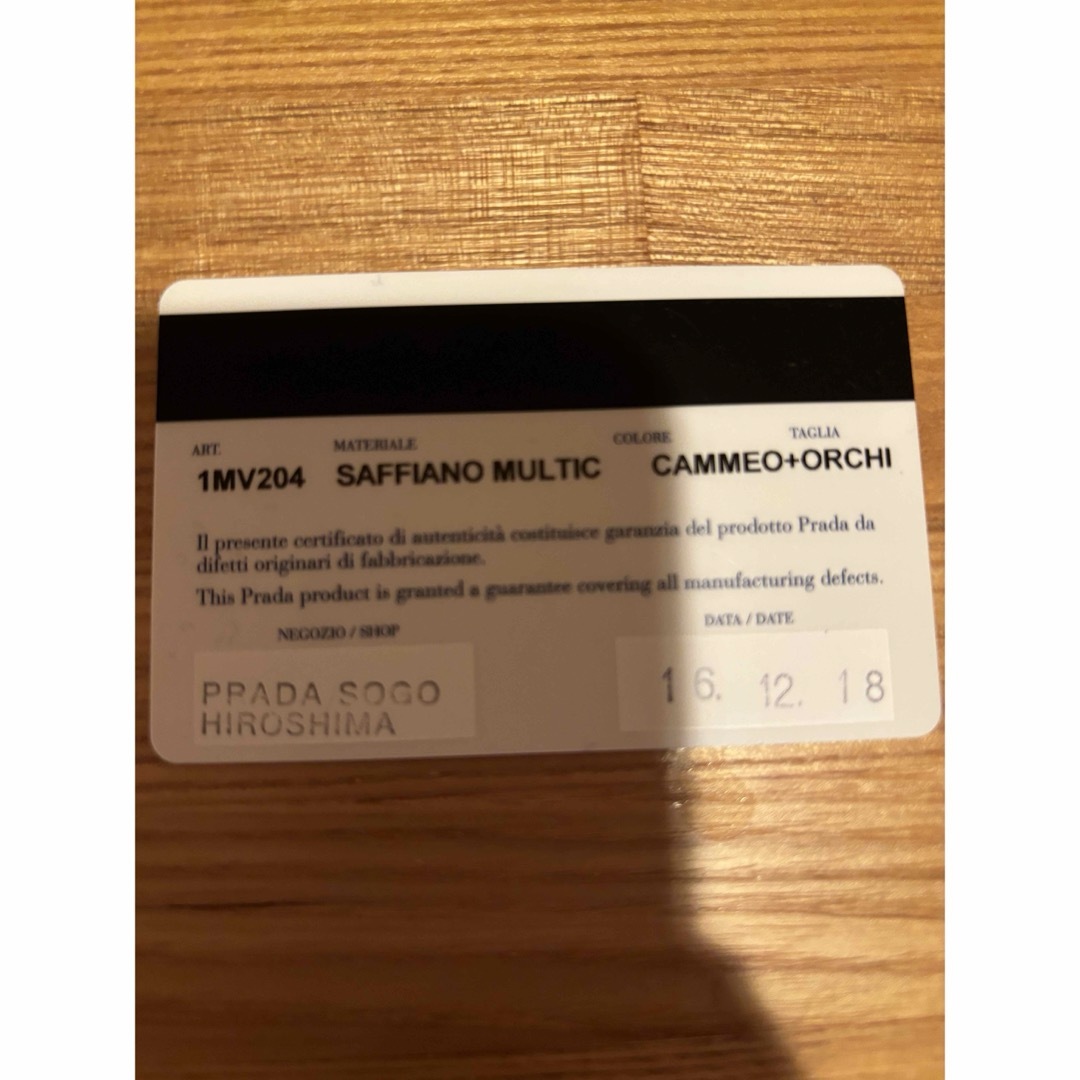 ART. MATERIALE COLORE TAGLIA
1MV204 SAFFIANO MULTIC CAMMEO+ORCHI
Il presente certificato di autenticità costituisce garanzia del prodotto Prada da
difetti originari di fabbricazione.
This Prada product is granted a guarantee covering all manufacturing defects.
NEGOZIO / SHOP DATA / DATE
PRADA SOGO
HIROSHIMA
16. 12. 18